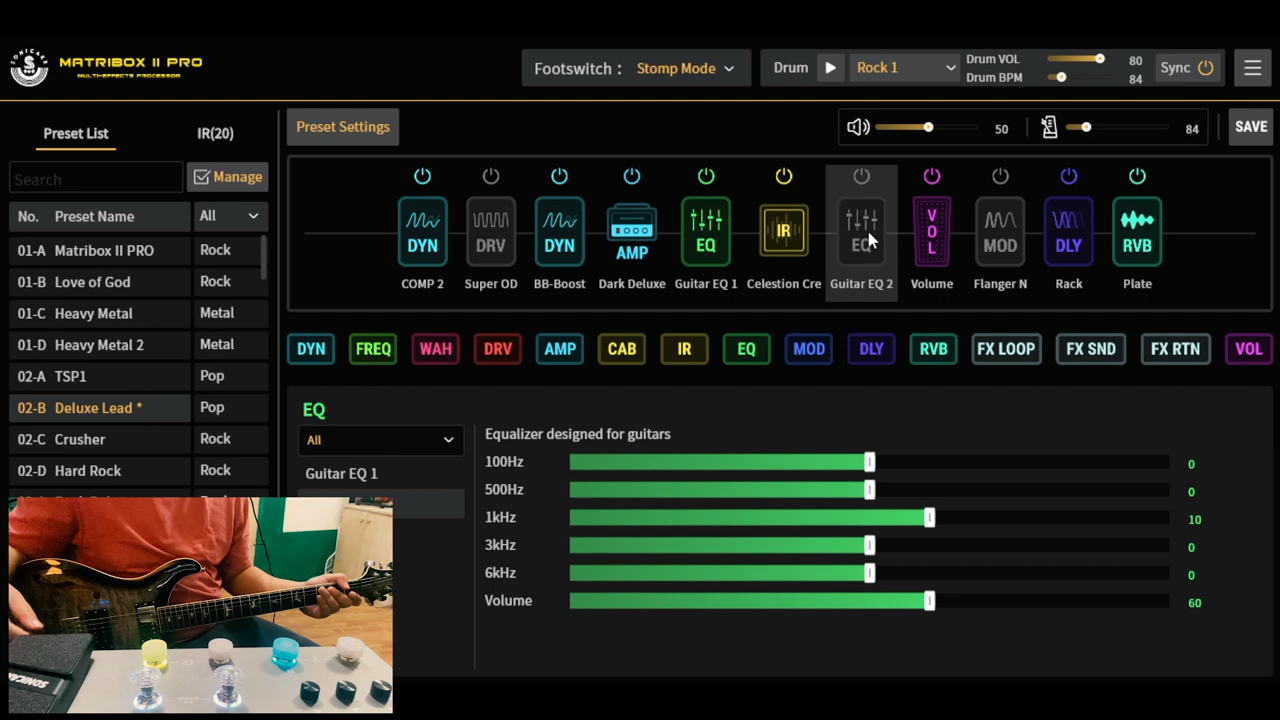 SONICAKE
MATRIBOX II PRO
MULTI-EFFECTS PROCESSOR
Footswitch :
Stomp Mode
Drum
Rock 1
Drum VOL
80
Drum BPM
84
Sync
Preset List
IR(20)
Preset Settings
50
84
SAVE
Search
Manage
No. Preset Name
All
01-A Matribox II PRO
Rock
01-B Love of God
Rock
01-C Heavy Metal
Metal
01-D Heavy Metal 2
Metal
02-A TSP1
Pop
02-B Deluxe Lead *
Pop
02-C Crusher
Rock
02-D Hard Rock
Rock
DYN
DRV
DYN
AMP
EQ
IR
EQ
VOL
MOD
DLY
RVB
COMP 2
Super OD
BB-Boost
Dark Deluxe
Guitar EQ 1
Celestion Cre
Guitar EQ 2
Volume
Flanger N
Rack
Plate
DYN FREQ WAH DRV AMP CAB IR EQ MOD DLY RVB FX LOOP FX SND FX RTN VOL
EQ
All
Guitar EQ 1
Equalizer designed for guitars
100Hz 0
500Hz 0
1kHz 10
3kHz 0
6kHz 0
Volume 60